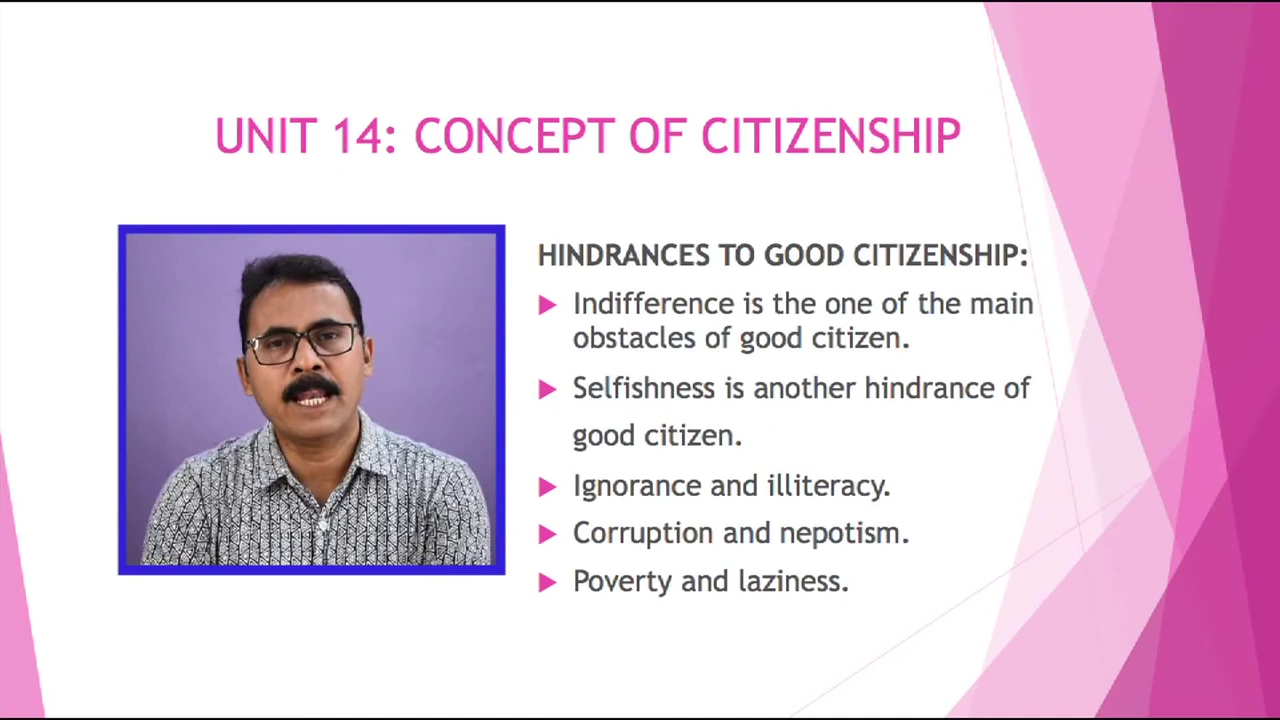 UNIT 14: CONCEPT OF CITIZENSHIP
HINDRANCES TO GOOD CITIZENSHIP:
Indifference is the one of the main
obstacles of good citizen.
Selfishness is another hindrance of
good citizen.
Ignorance and illiteracy.
Corruption and nepotism.
Poverty and laziness.